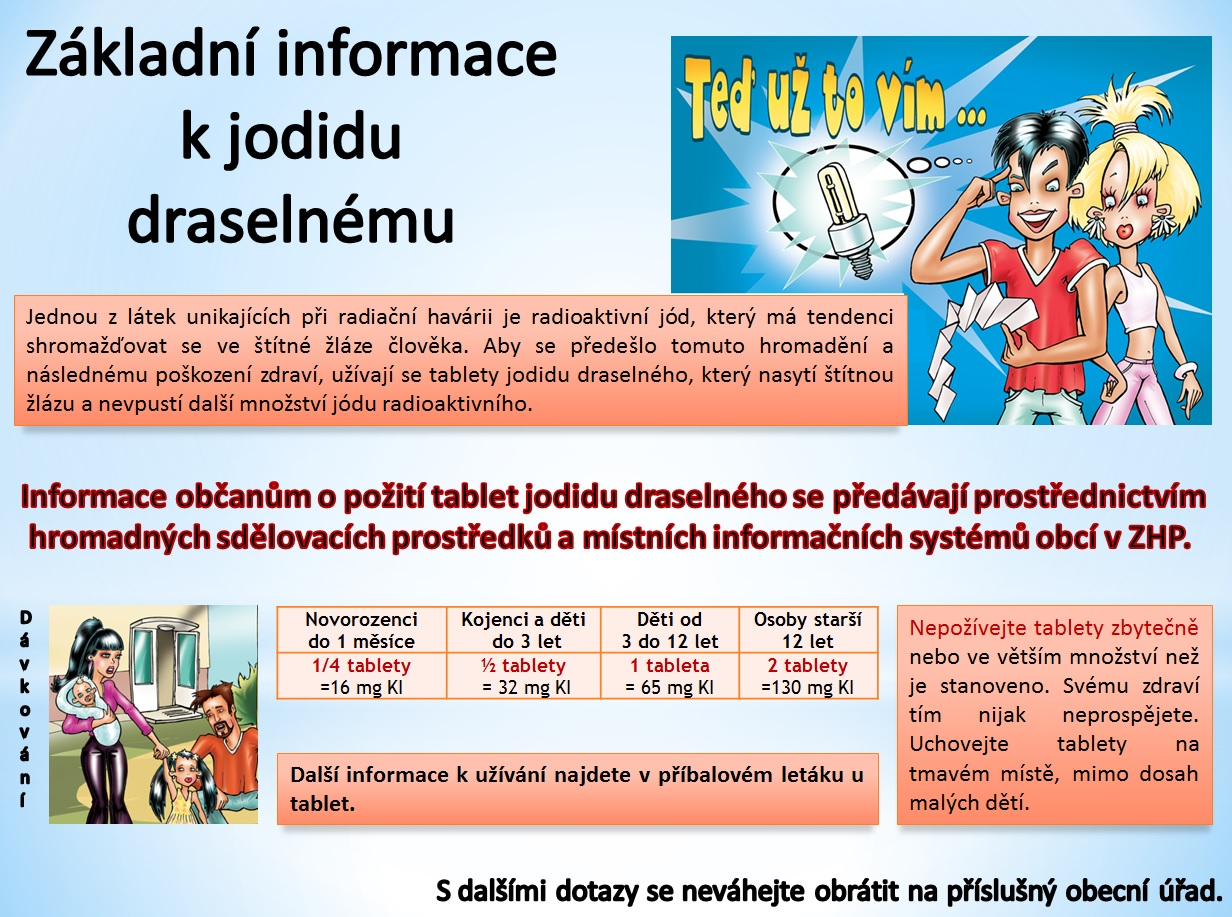 Základní informace
k jodidu
draselnému
Teď už to vím ...
Jednou z látek unikajících při radiační havárii je radioaktivní jód, který má tendenci
shromažďovat se ve štítné žláze člověka. Aby se předešlo tomuto hromadění a
následnému poškození zdraví, užívají se tablety jodidu draselného, který nasytí štítnou
žlázu a nevpustí další množství jódu radioaktivního.
Informace občanům o požití tablet jodidu draselného se předávají prostřednictvím
hromadných sdělovacích prostředků a místních informačních systémů obcí v ZHP.
Dávkování
Novorozenci
do 1 měsíce
Kojenci a děti
do 3 let
Děti od
3 do 12 let
Osoby starší
12 let
1/4 tablety
=16 mg KI
½ tablety
= 32 mg KI
1 tableta
= 65 mg KI
2 tablety
=130 mg KI
Další informace k užívání najdete v příbalovém letáku u
tablet.
Nepožívejte tablety zbytečně
nebo ve větším množství než
je stanoveno. Svému zdraví
tím nijak neprospějete.
Uchovejte tablety na
tmavém místě, mimo dosah
malých dětí.
S dalšími dotazy se neváhejte obrátit na příslušný obecní úřad.